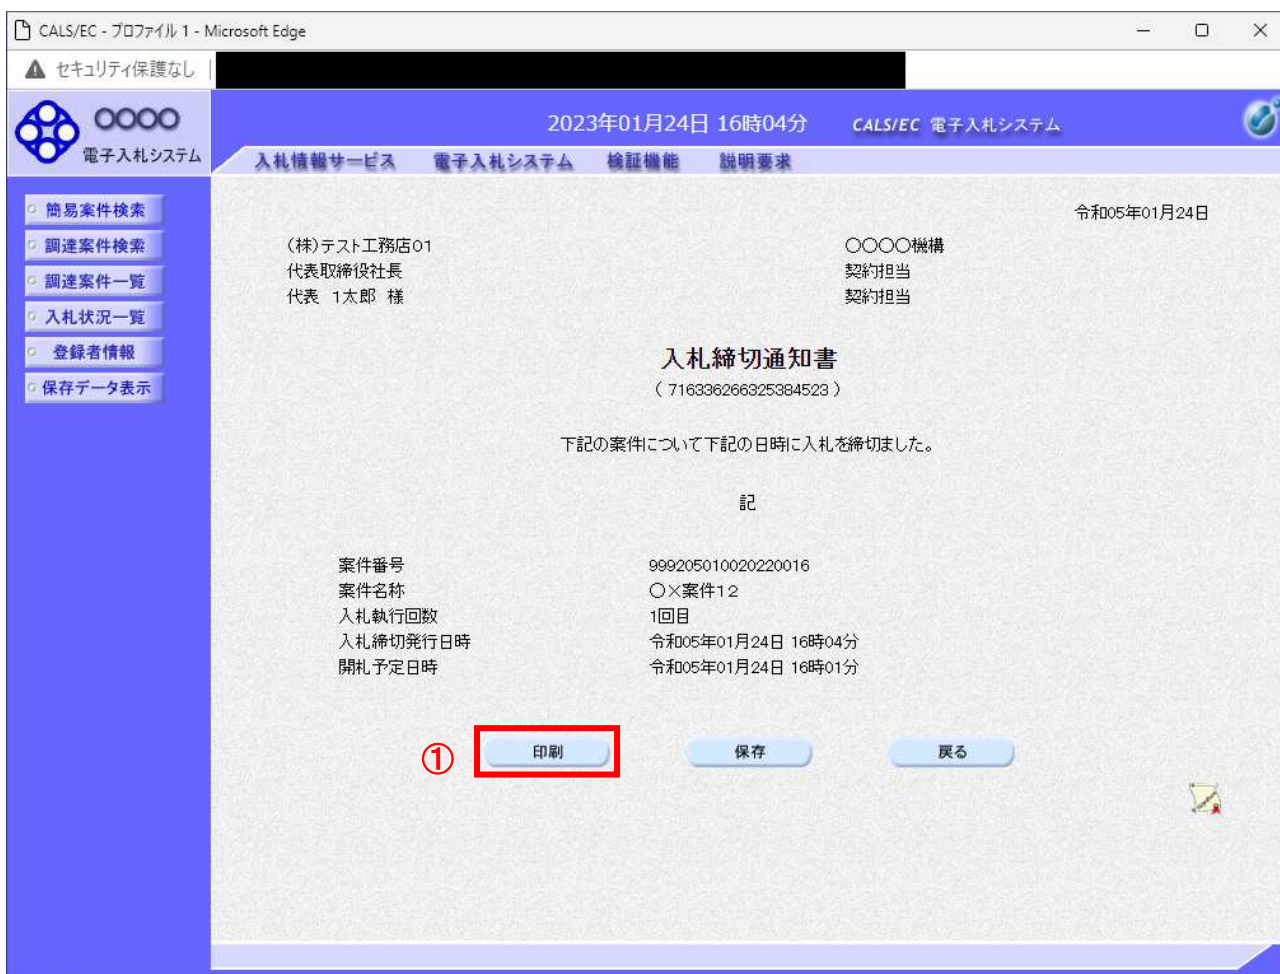 CALS/EC - プロファイル 1 - Microsoft Edge
セキュリティ保護なし
〇〇〇〇
電子入札システム
2023年01月24日 16時04分 CALS/EC 電子入札システム
入札情報サービス 電子入札システム 検証機能 説明要求
簡易案件検索
調達案件検索
調達案件一覧
入札状況一覧
登録者情報
保存データ表示
令和05年01月24日
(株)テスト工務店01
代表取締役社長
代表 1太郎 様
〇〇〇〇機構
契約担当
契約担当
入札締切通知書
( 716336266325384523 )
下記の案件について下記の日時に入札を締切ました。
記
案件番号 999205010020220016
案件名称 〇×案件12
入札執行回数 1回目
入札締切発行日時 令和05年01月24日 16時04分
開札予定日時 令和05年01月24日 16時01分
① 印刷 保存 戻る